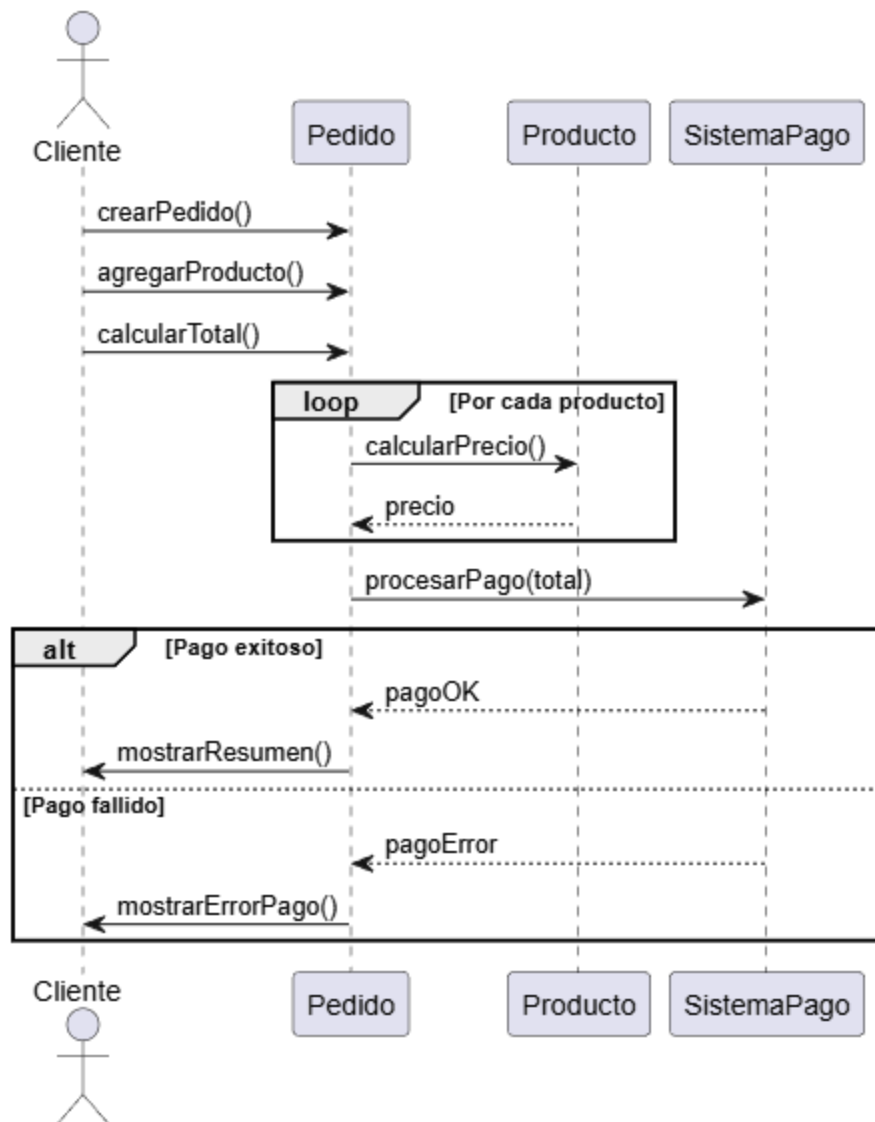 Cliente
Pedido
Producto
SistemaPago
crearPedido()
agregarProducto()
calcularTotal()
loop
[Por cada producto]
calcularPrecio()
precio
procesarPago(total)
alt
[Pago exitoso]
pagoOK
mostrarResumen()
[Pago fallido]
pagoError
mostrarErrorPago()
Cliente
Pedido
Producto
SistemaPago